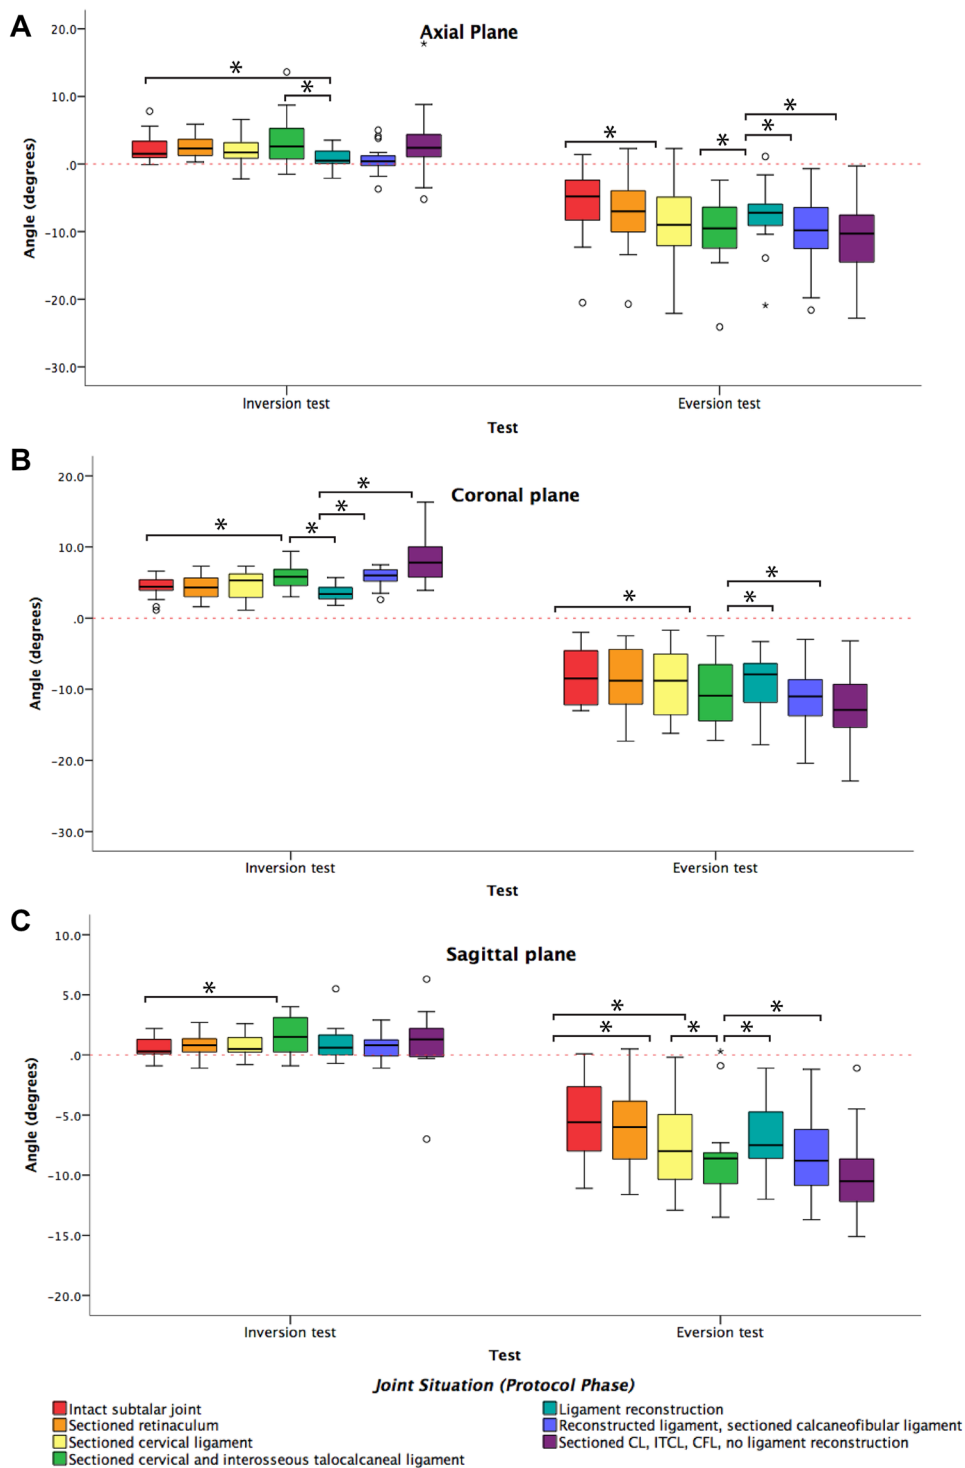 A
Axial Plane
20.0
10.0
.0
-10.0
-20.0
-30.0
Angle (degrees)
* * * * * *
Inversion test
Eversion test
Test
B
Coronal plane
20.0
10.0
.0
-10.0
-20.0
-30.0
Angle (degrees)
* * * * * * *
Inversion test
Eversion test
Test
C
Sagittal plane
10.0
5.0
.0
-5.0
-10.0
-15.0
-20.0
Angle (degrees)
* * * * * *
Inversion test
Eversion test
Test
Joint Situation (Protocol Phase)
Intact subtalar joint
Sectioned retinaculum
Sectioned cervical ligament
Sectioned cervical and interosseous talocalcaneal ligament
Ligament reconstruction
Reconstructed ligament, sectioned calcaneofibular ligament
Sectioned CL, ITCL, CFL, no ligament reconstruction